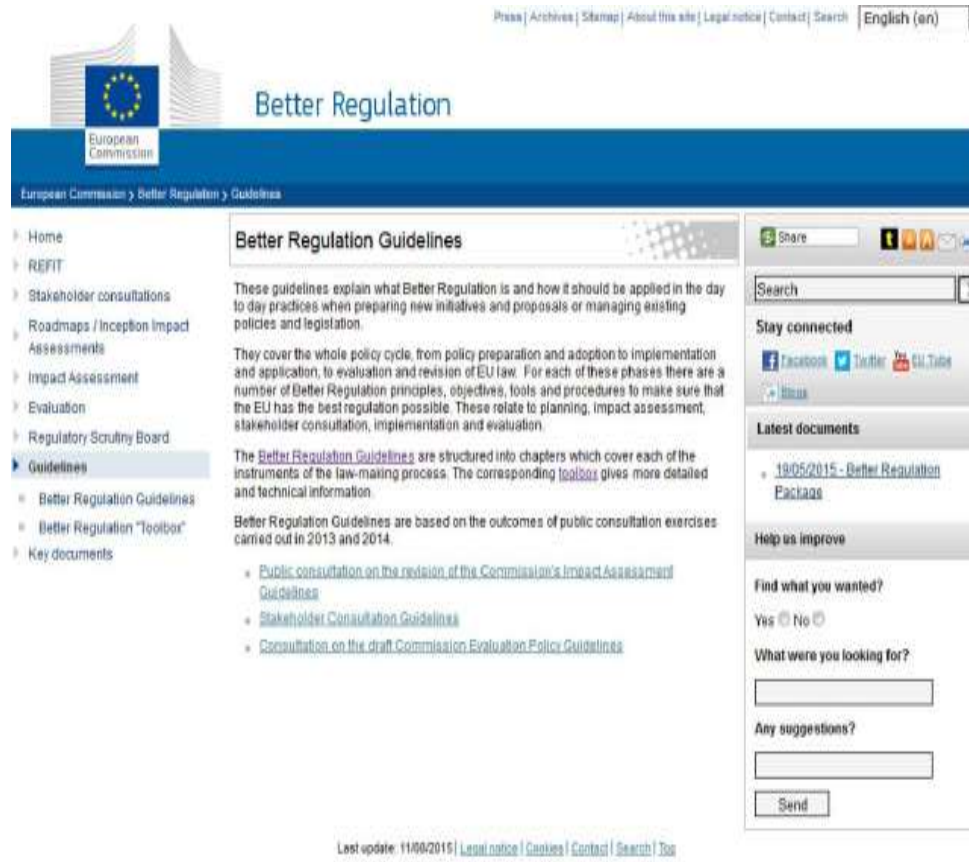 Press | Archives | Sitemap | About this site | Legal notice | Contact | Search
English (en)
European
Commission
Better Regulation
European Commission > Better Regulation > Guidelines
Home
REFIT
Stakeholder consultations
Roadmaps / Inception Impact
Assessments
Impact Assessment
Evaluation
Regulatory Scrutiny Board
Guidelines
Better Regulation Guidelines
Better Regulation "Toolbox"
Key documents
Better Regulation Guidelines
These guidelines explain what Better Regulation is and how it should be applied in the day
to day practices when preparing new initiatives and proposals or managing existing
policies and legislation.
They cover the whole policy cycle, from policy preparation and adoption to implementation
and application, to evaluation and revision of EU law. For each of these phases there are a
number of Better Regulation principles, objectives, tools and procedures to make sure that
the EU has the best regulation possible. These relate to planning, impact assessment,
stakeholder consultation, implementation and evaluation.
The Better Regulation Guidelines are structured into chapters which cover each of the
instruments of the law-making process. The corresponding toolbox gives more detailed
and technical information.
Better Regulation Guidelines are based on the outcomes of public consultation exercises
carried out in 2013 and 2014.
Public consultation on the revision of the Commission's Impact Assessment
Guidelines
Stakeholder Consultation Guidelines
Consultation on the draft Commission Evaluation Policy Guidelines
Share
t
Search
Stay connected
Facebook Twitter EU Tube
Latest documents
19/05/2015 - Better Regulation
Package
Help us improve
Find what you wanted?
Yes No
What were you looking for?
Any suggestions?
Send
Last update: 11/08/2015 | Legal notice | Cookies | Contact | Search | Top